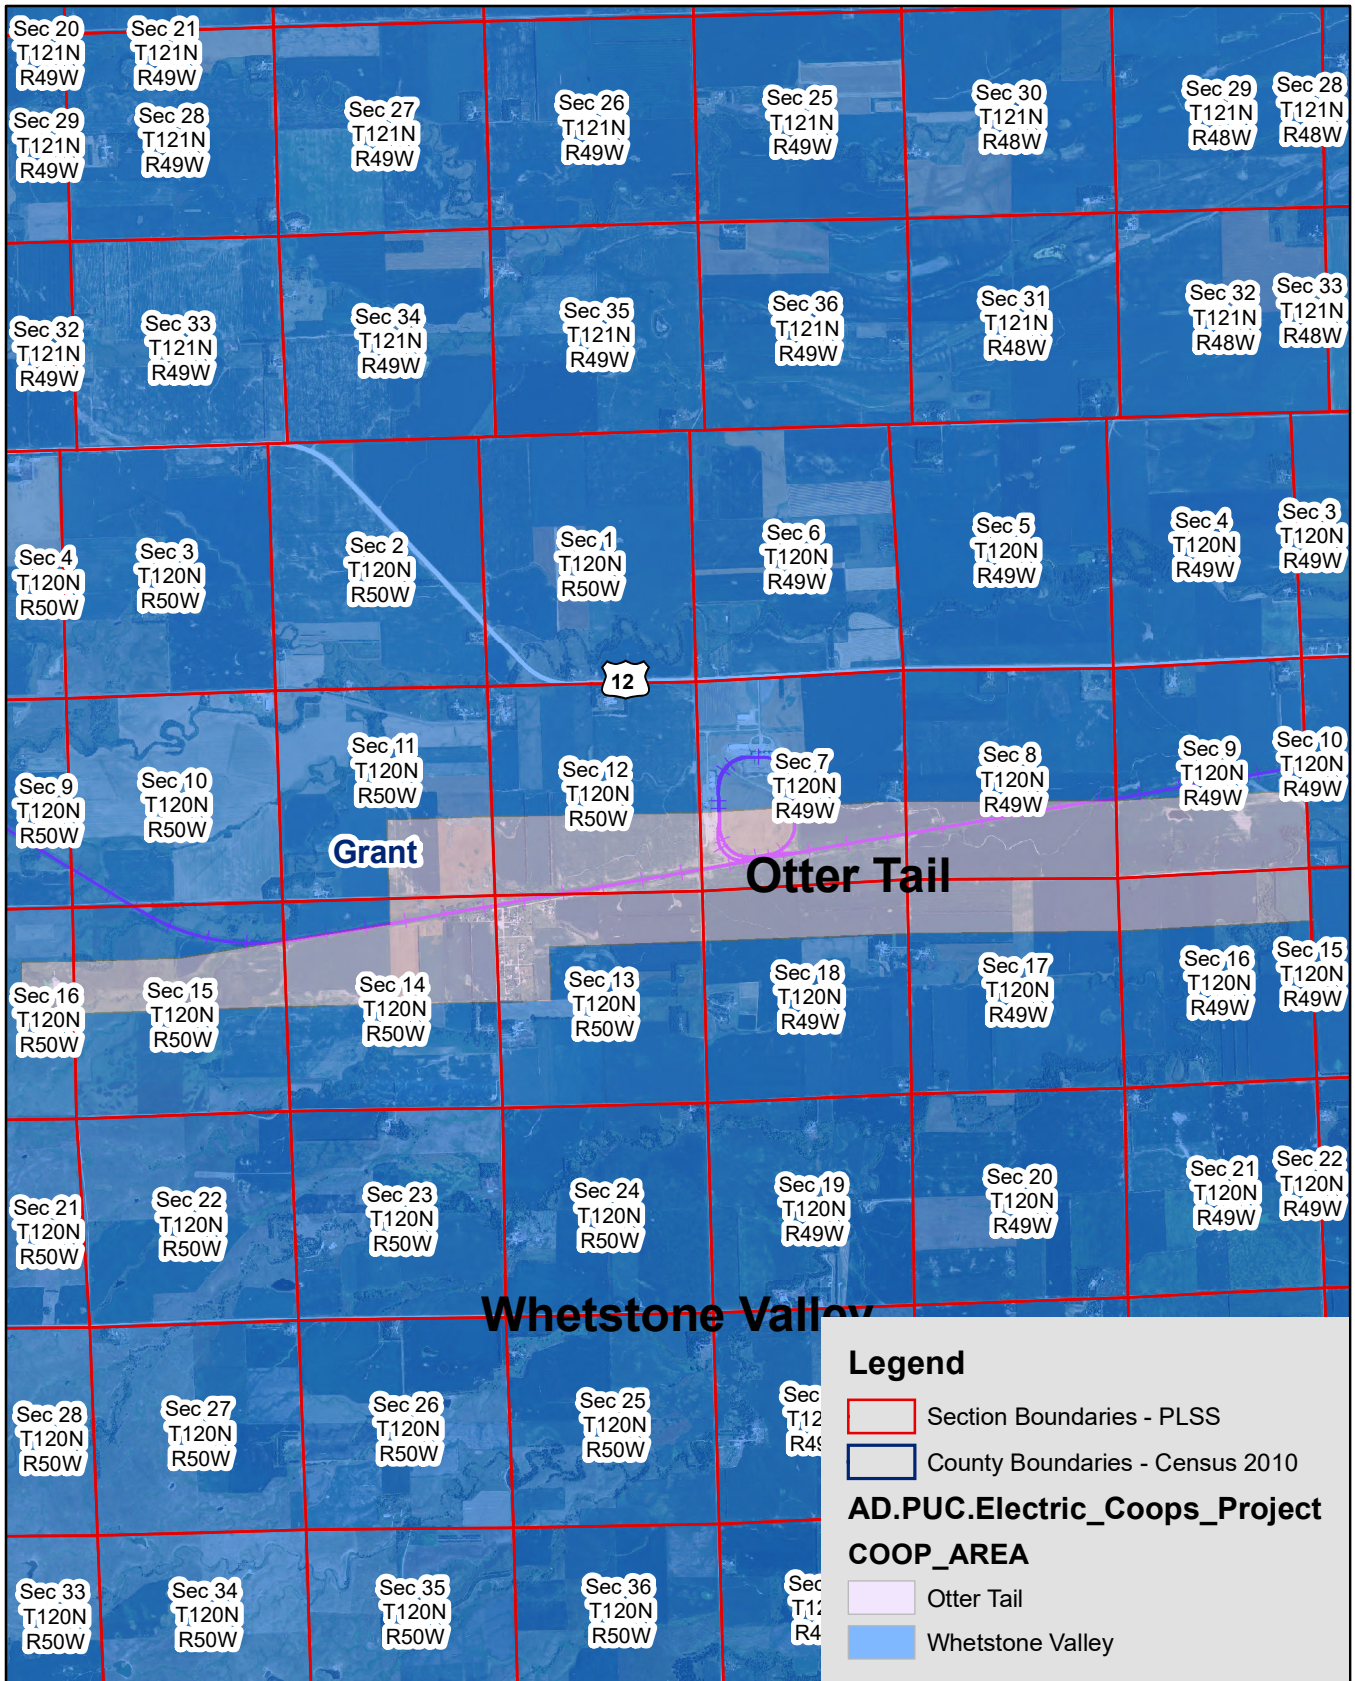 Sec 20
T121N
R49W
Sec 21
T121N
R49W
Sec 29
T121N
R49W
Sec 28
T121N
R49W
Sec 27
T121N
R49W
Sec 26
T121N
R49W
Sec 25
T121N
R49W
Sec 30
T121N
R48W
Sec 29
T121N
R48W
Sec 28
T121N
R48W
Sec 32
T121N
R49W
Sec 33
T121N
R49W
Sec 34
T121N
R49W
Sec 35
T121N
R49W
Sec 36
T121N
R49W
Sec 31
T121N
R48W
Sec 32
T121N
R48W
Sec 33
T121N
R48W
Sec 4
T120N
R50W
Sec 3
T120N
R50W
Sec 2
T120N
R50W
Sec 1
T120N
R50W
Sec 6
T120N
R49W
Sec 5
T120N
R49W
Sec 4
T120N
R49W
Sec 3
T120N
R49W
12
Sec 9
T120N
R50W
Sec 10
T120N
R50W
Sec 11
T120N
R50W
Sec 12
T120N
R50W
Sec 7
T120N
R49W
Sec 8
T120N
R49W
Sec 9
T120N
R49W
Sec 10
T120N
R49W
Grant
Otter Tail
Sec 16
T120N
R50W
Sec 15
T120N
R50W
Sec 14
T120N
R50W
Sec 13
T120N
R50W
Sec 18
T120N
R49W
Sec 17
T120N
R49W
Sec 16
T120N
R49W
Sec 15
T120N
R49W
Sec 21
T120N
R50W
Sec 22
T120N
R50W
Sec 23
T120N
R50W
Sec 24
T120N
R50W
Sec 19
T120N
R49W
Sec 20
T120N
R49W
Sec 21
T120N
R49W
Sec 22
T120N
R49W
Whetstone Valley
Sec 28
T120N
R50W
Sec 27
T120N
R50W
Sec 26
T120N
R50W
Sec 25
T120N
R50W
Sec
T12
R49
Sec 33
T120N
R50W
Sec 34
T120N
R50W
Sec 35
T120N
R50W
Sec 36
T120N
R50W
Sec
T12
R4
Legend
Section Boundaries - PLSS
County Boundaries - Census 2010
AD.PUC.Electric_Coops_Project
COOP_AREA
Otter Tail
Whetstone Valley